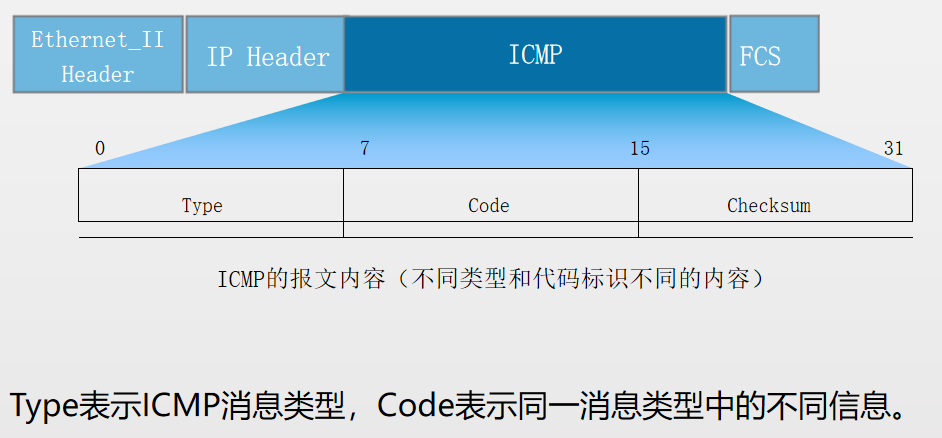 Ethernet_II
Header
IP Header
ICMP
FCS
0 7 15 31
Type Code Checksum
ICMP的报文内容（不同类型和代码标识不同的内容）
Type表示ICMP消息类型，Code表示同一消息类型中的不同信息。